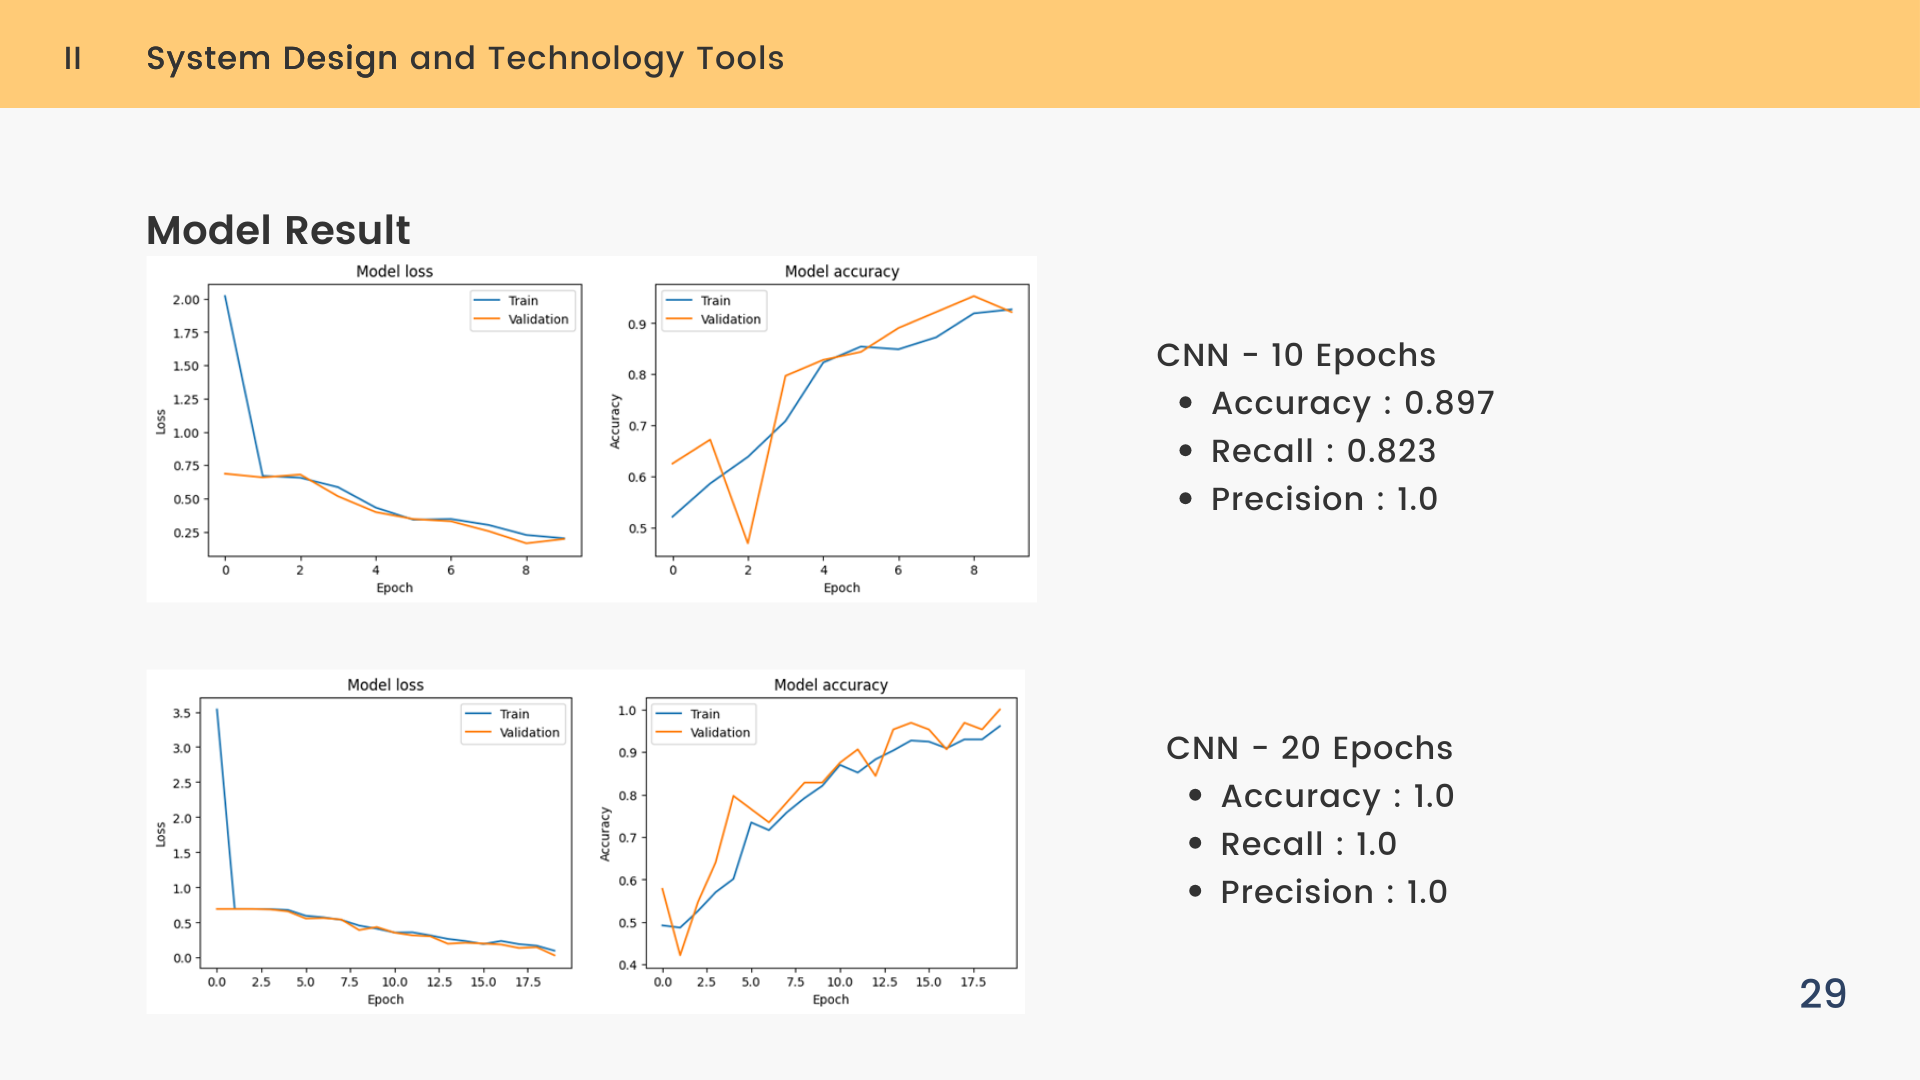 II System Design and Technology Tools
Model Result
Model loss
Train
Validation
2.00
1.75
1.50
1.25
1.00
0.75
0.50
0.25
Loss
0 2 4 6 8
Epoch
Model accuracy
Train
Validation
0.9
0.8
0.7
0.6
0.5
Accuracy
0 2 4 6 8
Epoch
CNN - 10 Epochs
• Accuracy : 0.897
• Recall : 0.823
• Precision : 1.0
Model loss
Train
Validation
3.5
3.0
2.5
2.0
1.5
1.0
0.5
0.0
Loss
0.0 2.5 5.0 7.5 10.0 12.5 15.0 17.5
Epoch
Model accuracy
Train
Validation
1.0
0.9
0.8
0.7
0.6
0.5
0.4
Accuracy
0.0 2.5 5.0 7.5 10.0 12.5 15.0 17.5
Epoch
CNN - 20 Epochs
• Accuracy : 1.0
• Recall : 1.0
• Precision : 1.0
29